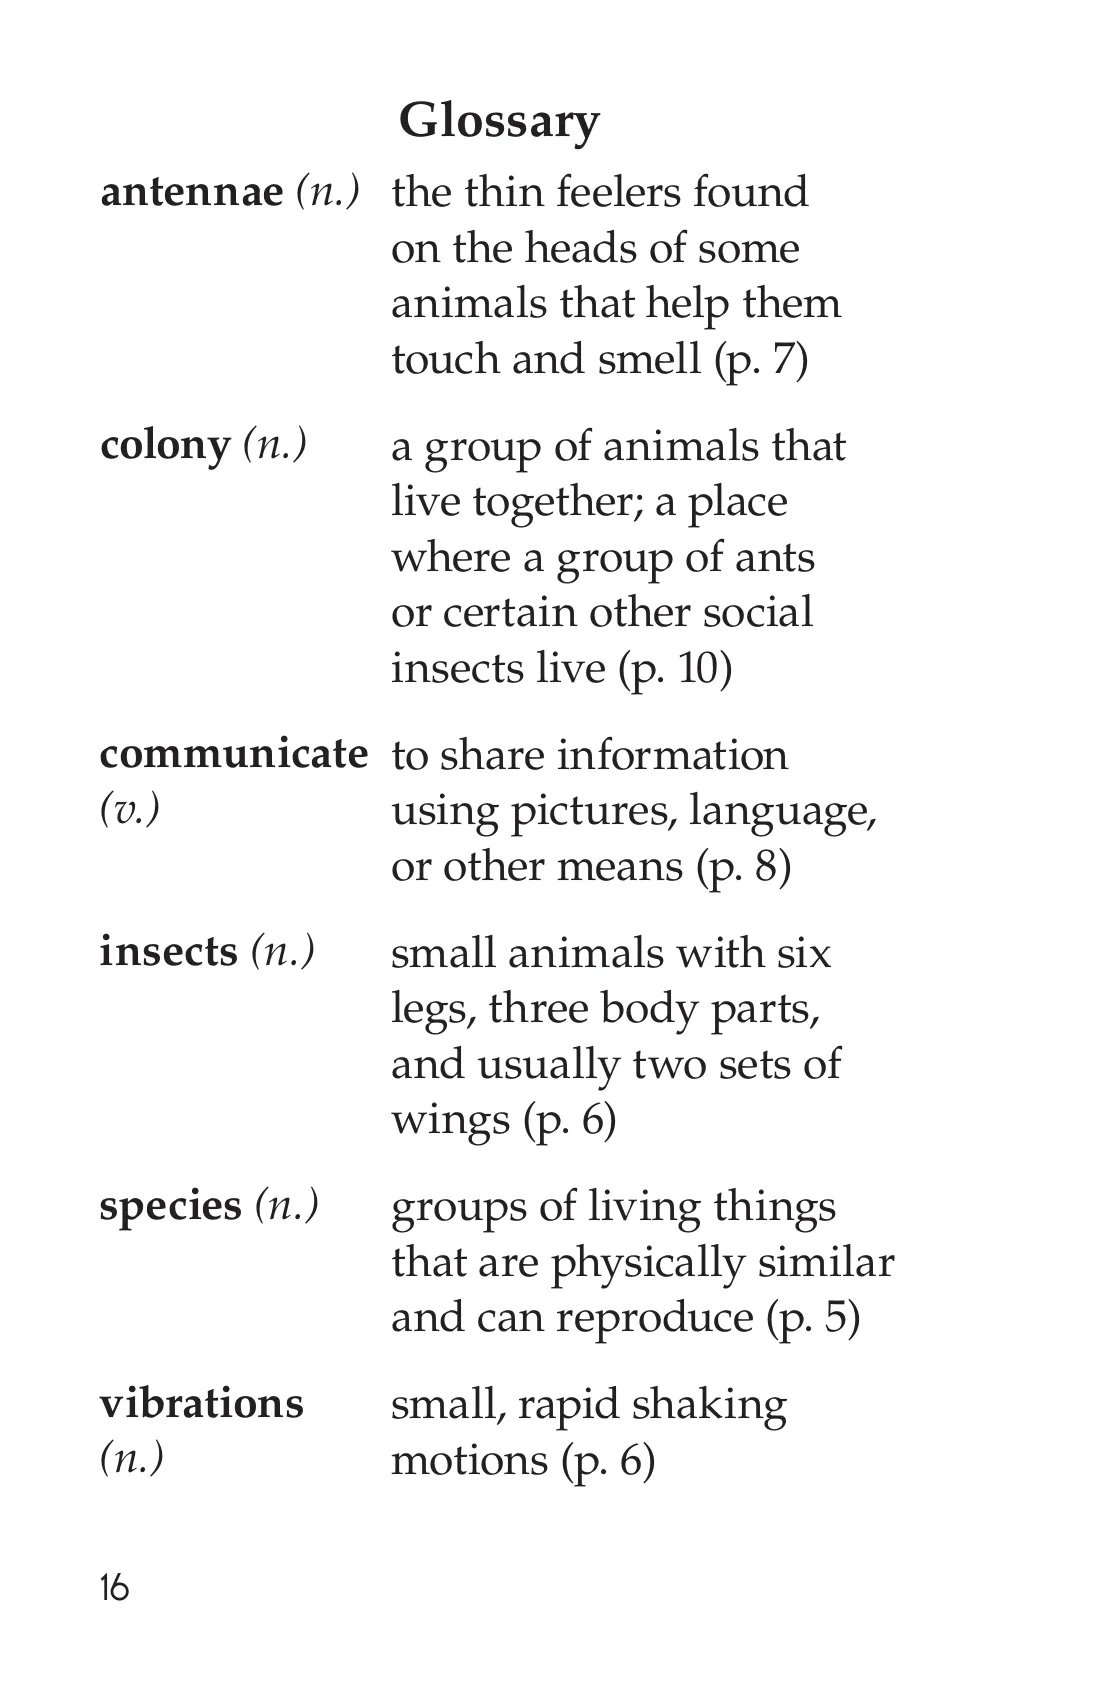 Glossary
antennae (n.) the thin feelers found
on the heads of some
animals that help them
touch and smell (p. 7)
colony (n.) a group of animals that
live together; a place
where a group of ants
or certain other social
insects live (p. 10)
communicate to share information
(v.) using pictures, language,
or other means (p. 8)
insects (n.) small animals with six
legs, three body parts,
and usually two sets of
wings (p. 6)
species (n.) groups of living things
that are physically similar
and can reproduce (p. 5)
vibrations small, rapid shaking
(n.) motions (p. 6)
16